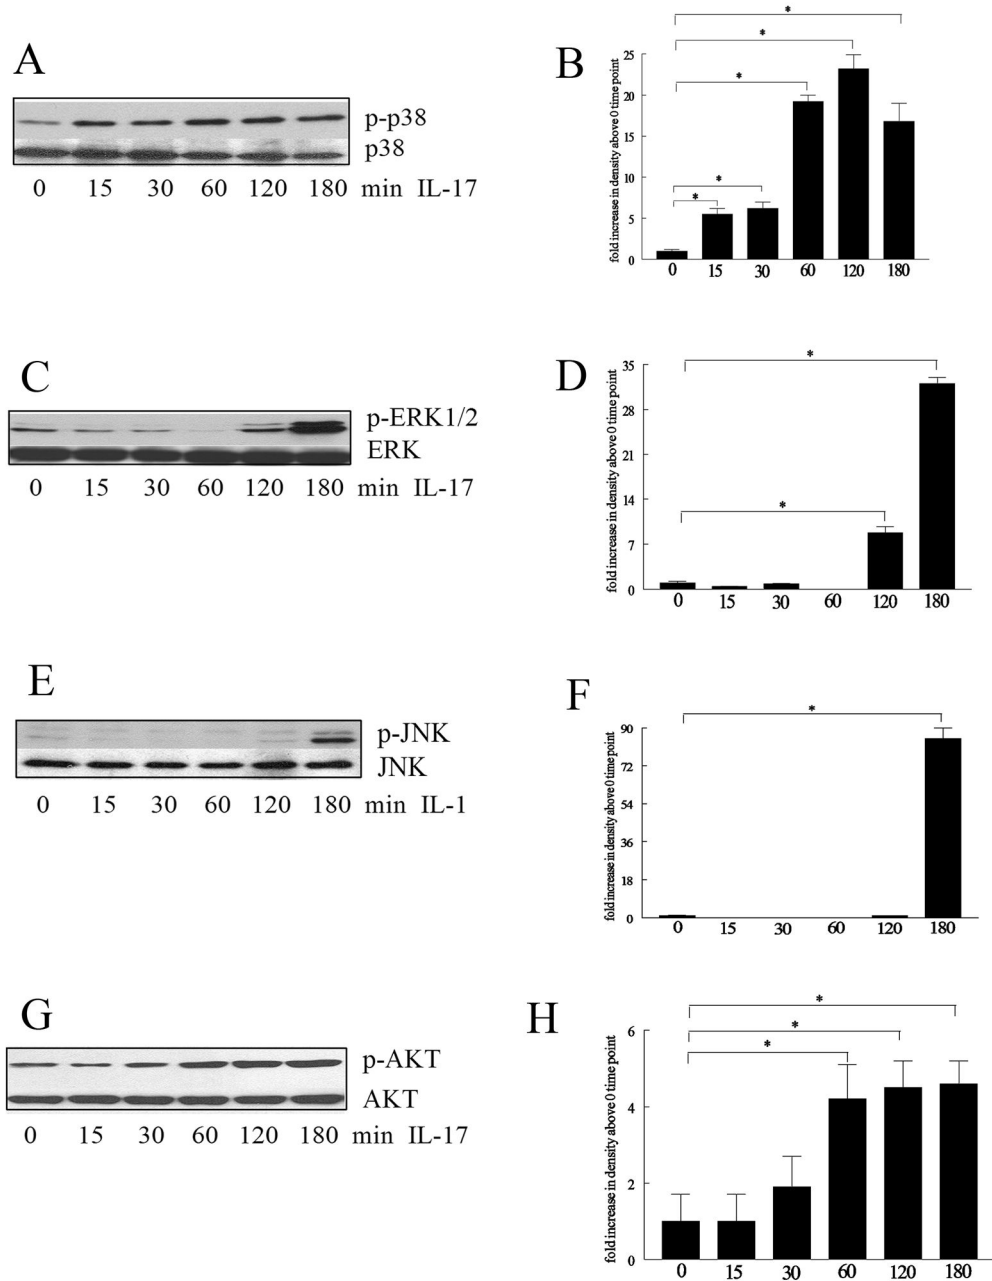 A
p-p38
p38
0 15 30 60 120 180 min IL-17
B
* * * * *
fold increase in density above 0 time point
25
20
15
10
5
0
0 15 30 60 120 180
C
p-ERK1/2
ERK
0 15 30 60 120 180 min IL-17
D
* *
fold increase in density above 0 time point
35
28
21
14
7
0
0 15 30 60 120 180
E
p-JNK
JNK
0 15 30 60 120 180 min IL-1
F
*
fold increase in density above 0 time point
90
72
54
36
18
0
0 15 30 60 120 180
G
p-AKT
AKT
0 15 30 60 120 180 min IL-17
H
* * *
fold increase in density above 0 time point
6
4
2
0
0 15 30 60 120 180